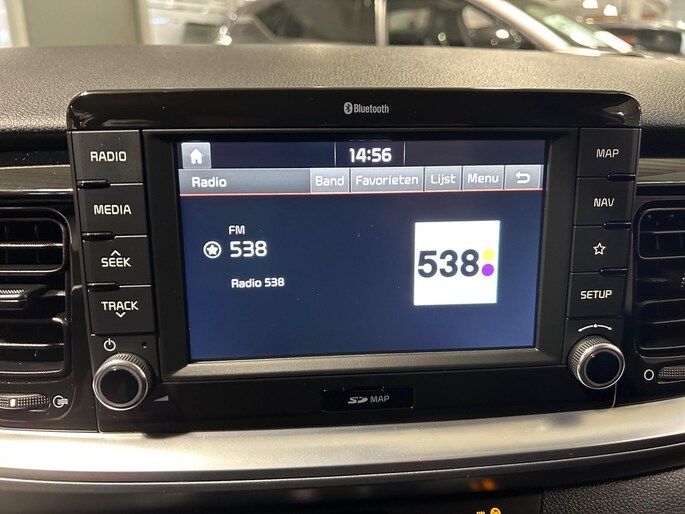 Bluetooth
14:56
Radio Band Favorieten Lijst Menu
FM
538
Radio 538
538
RADIO
MEDIA
SEEK
TRACK
MAP
NAV
SETUP
SD MAP